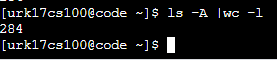 [urk17cs100@code ~]$ ls -A |wc -l
284
[urk17cs100@code ~]$